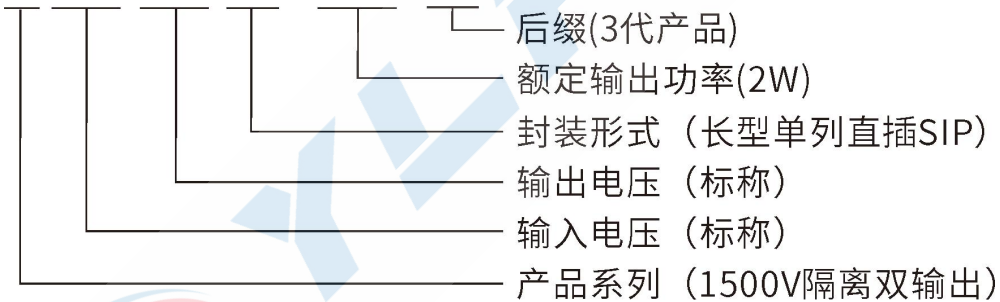 后缀(3代产品)
额定输出功率(2W)
封装形式（长型单列直插SIP）
输出电压（标称）
输入电压（标称）
产品系列（1500V隔离双输出）